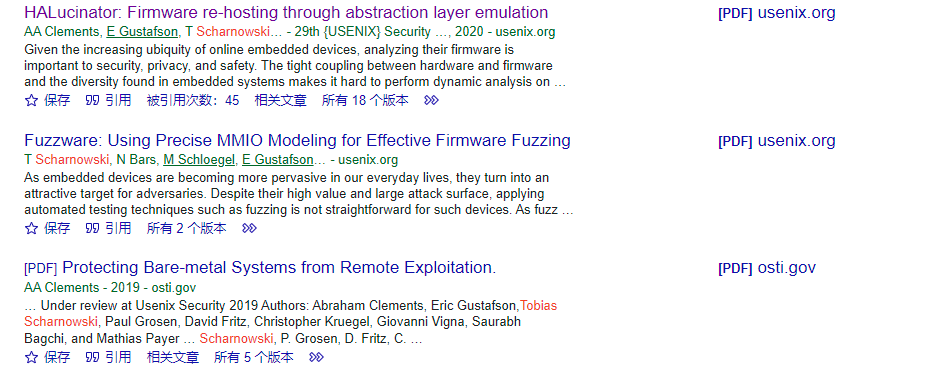 HALucinator: Firmware re-hosting through abstraction layer emulation
[PDF] usenix.org
AA Clements, E Gustafson, T Scharnowski… - 29th {USENIX} Security …, 2020 - usenix.org
Given the increasing ubiquity of online embedded devices, analyzing their firmware is
important to security, privacy, and safety. The tight coupling between hardware and firmware
and the diversity found in embedded systems makes it hard to perform dynamic analysis on …
保存 引用 被引用次数：45 相关文章 所有 18 个版本
Fuzzware: Using Precise MMIO Modeling for Effective Firmware Fuzzing
[PDF] usenix.org
T Scharnowski, N Bars, M Schloegel, E Gustafson… - usenix.org
As embedded devices are becoming more pervasive in our everyday lives, they turn into an
attractive target for adversaries. Despite their high value and large attack surface, applying
automated testing techniques such as fuzzing is not straightforward for such devices. As fuzz …
保存 引用 所有 2 个版本
[PDF] Protecting Bare-metal Systems from Remote Exploitation.
[PDF] osti.gov
AA Clements - 2019 - osti.gov
… Under review at Usenix Security 2019 Authors: Abraham Clements, Eric Gustafson,Tobias
Scharnowski, Paul Grosen, David Fritz, Christopher Kruegel, Giovanni Vigna, Saurabh
Bagchi, and Mathias Payer … Scharnowski, P. Grosen, D. Fritz, C. …
保存 引用 相关文章 所有 5 个版本